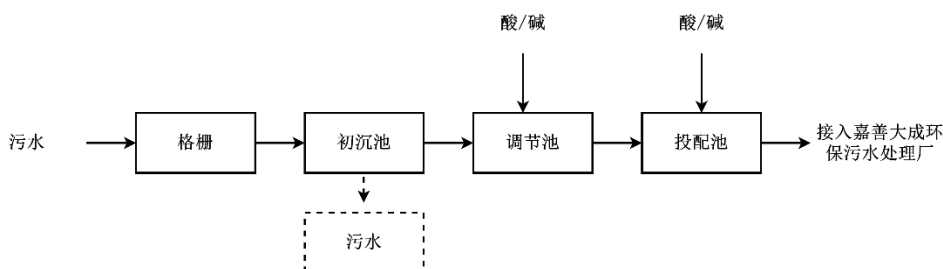 酸/碱
酸/碱
污水
格栅
初沉池
调节池
投配池
接入嘉善大成环
保污水处理厂
污水